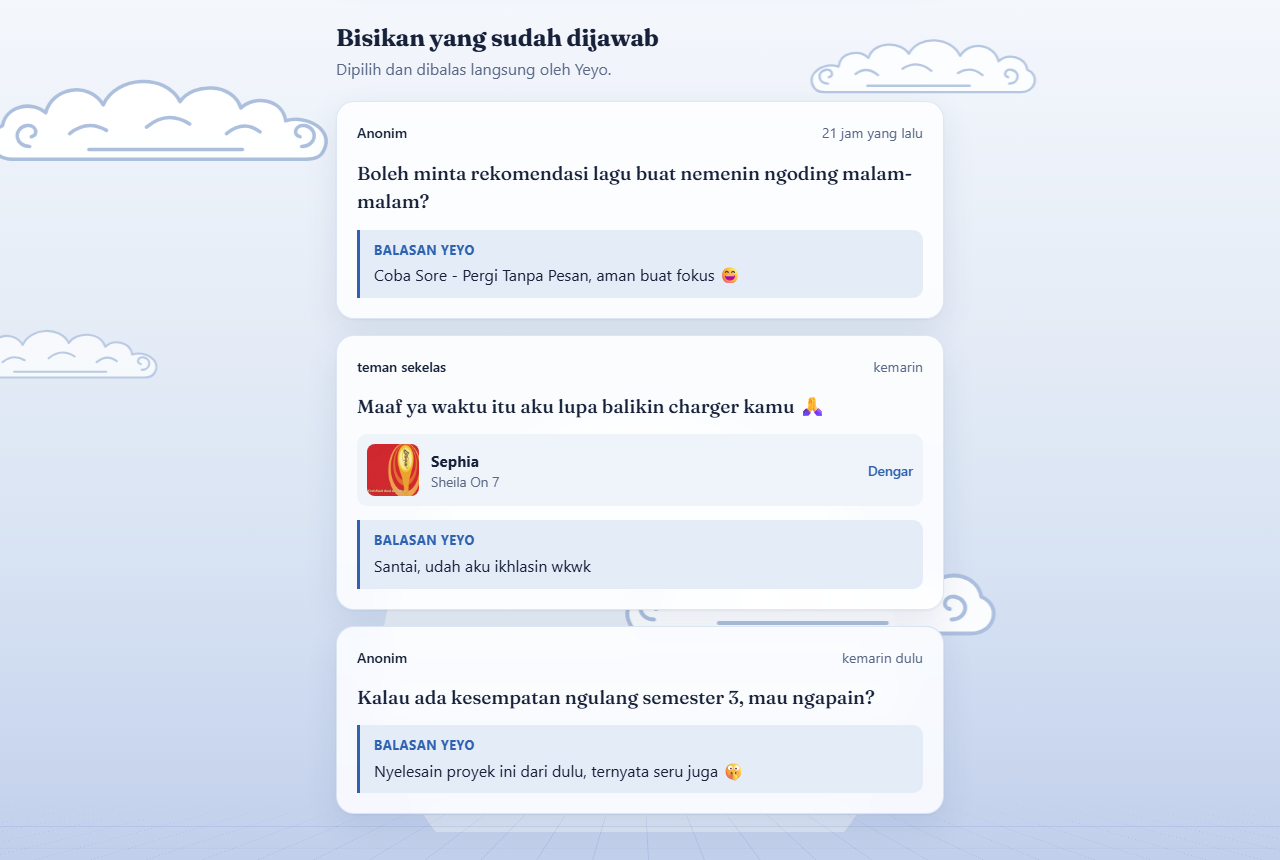 Bisikan yang sudah dijawab
Dipilih dan dibalas langsung oleh Yeyo.
Anonim
21 jam yang lalu
Boleh minta rekomendasi lagu buat nemenin ngoding malam-
malam?
BALASAN YEYO
Coba Sore - Pergi Tanpa Pesan, aman buat fokus 😄
teman sekelas
kemarin
Maaf ya waktu itu aku lupa balikin charger kamu 🙏
Sephia
Sheila On 7
Dengar
BALASAN YEYO
Santai, udah aku ikhlasin wkwk
Anonim
kemarin dulu
Kalau ada kesempatan ngulang semester 3, mau ngapain?
BALASAN YEYO
Nyelesain proyek ini dari dulu, ternyata seru juga 🫣